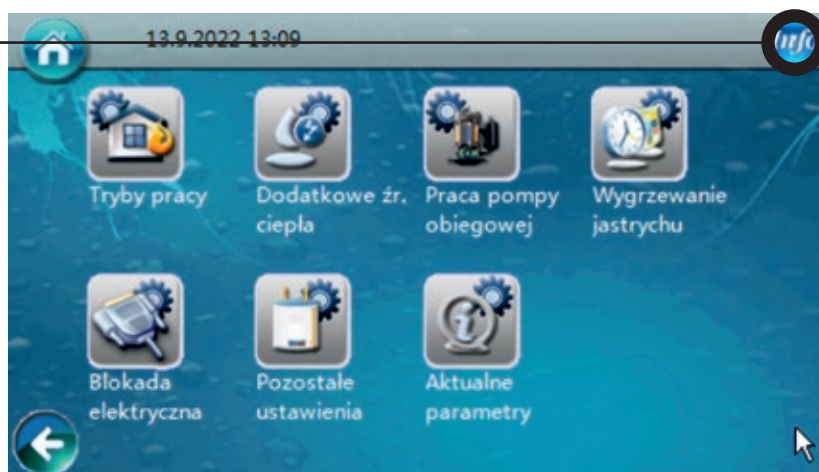 13.9.2022 13:09
Info
Tryby pracy
Dodatkowe źr.
ciepła
Praca pompy
obiegowej
Wygrzewanie
jastrychu
Blokada
elektryczna
Pozostałe
ustawienia
Aktualne
parametry